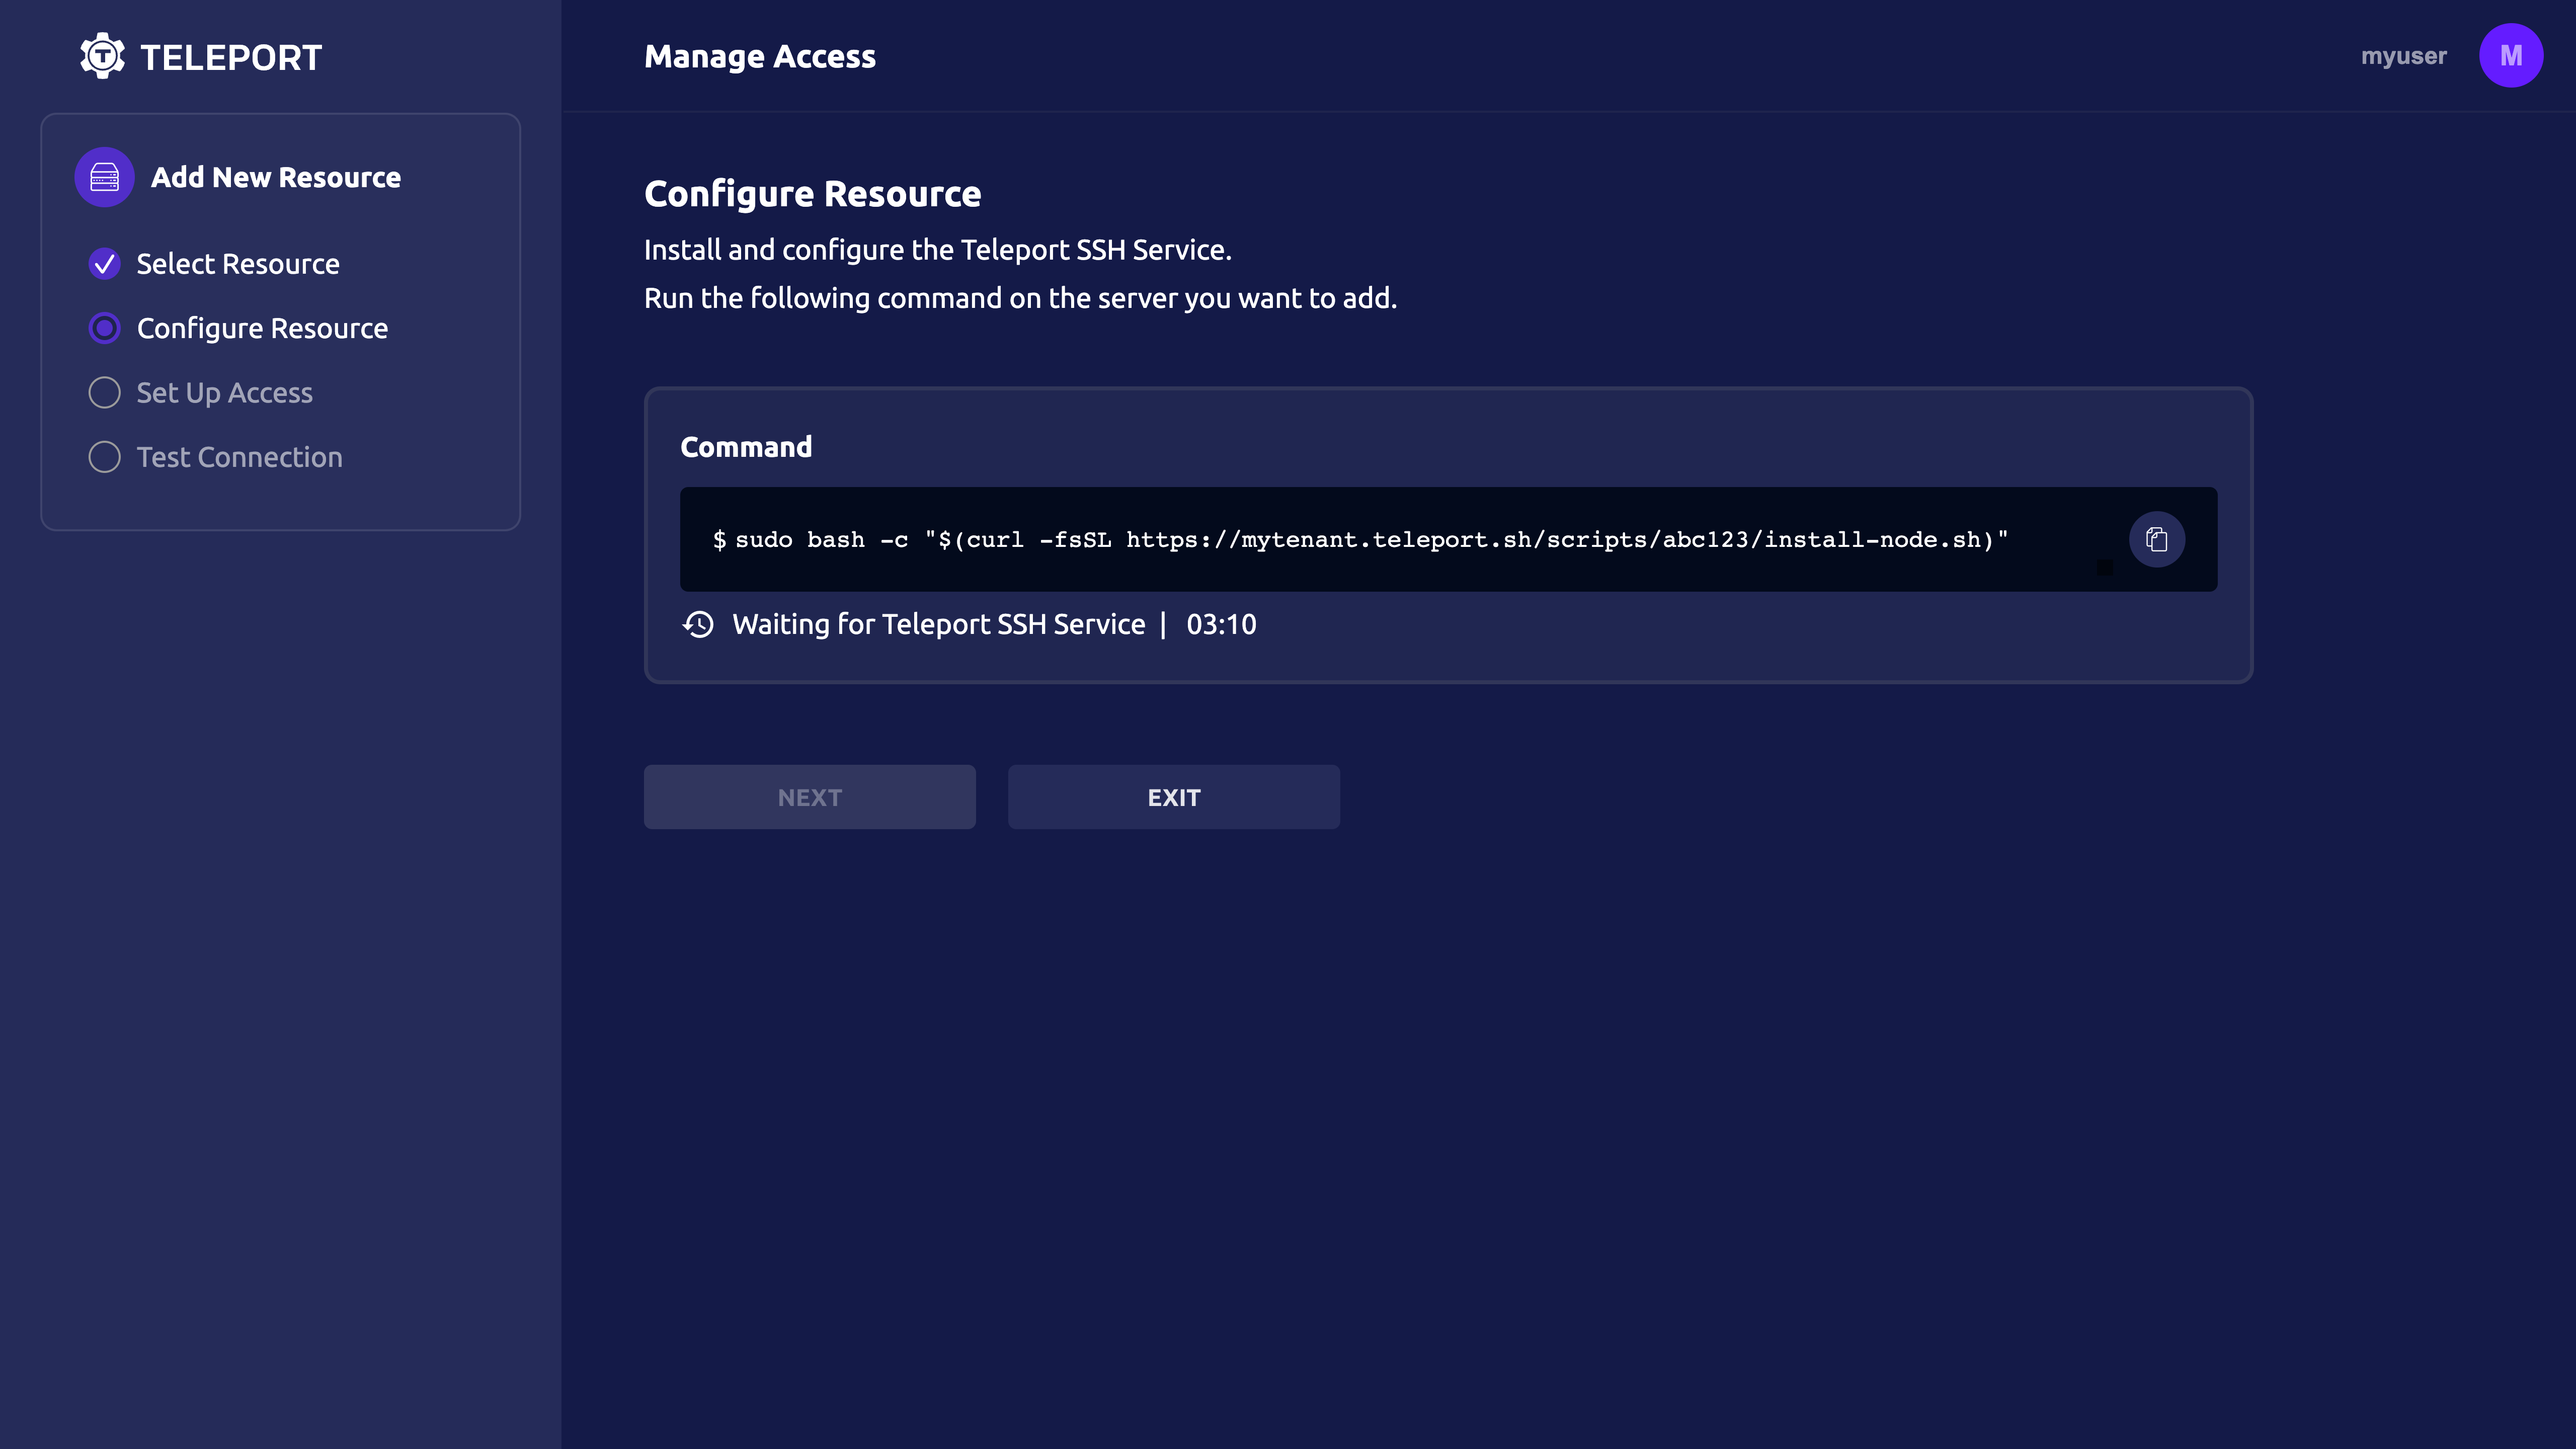 TELEPORT
Add New Resource
Select Resource
Configure Resource
Set Up Access
Test Connection
Manage Access
myuser
M
Configure Resource
Install and configure the Teleport SSH Service.
Run the following command on the server you want to add.
Command
$ sudo bash -c "$(curl -fsSL https://mytenant.teleport.sh/scripts/abc123/install-node.sh)"
Waiting for Teleport SSH Service | 03:10
NEXT
EXIT